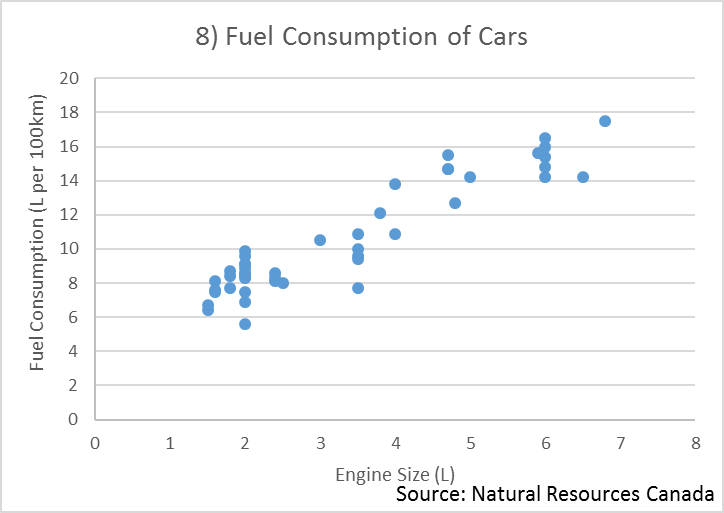 8) Fuel Consumption of Cars
Fuel Consumption (L per 100km)
20
18
16
14
12
10
8
6
4
2
0
0 1 2 3 4 5 6 7 8
Engine Size (L)
Source: Natural Resources Canada